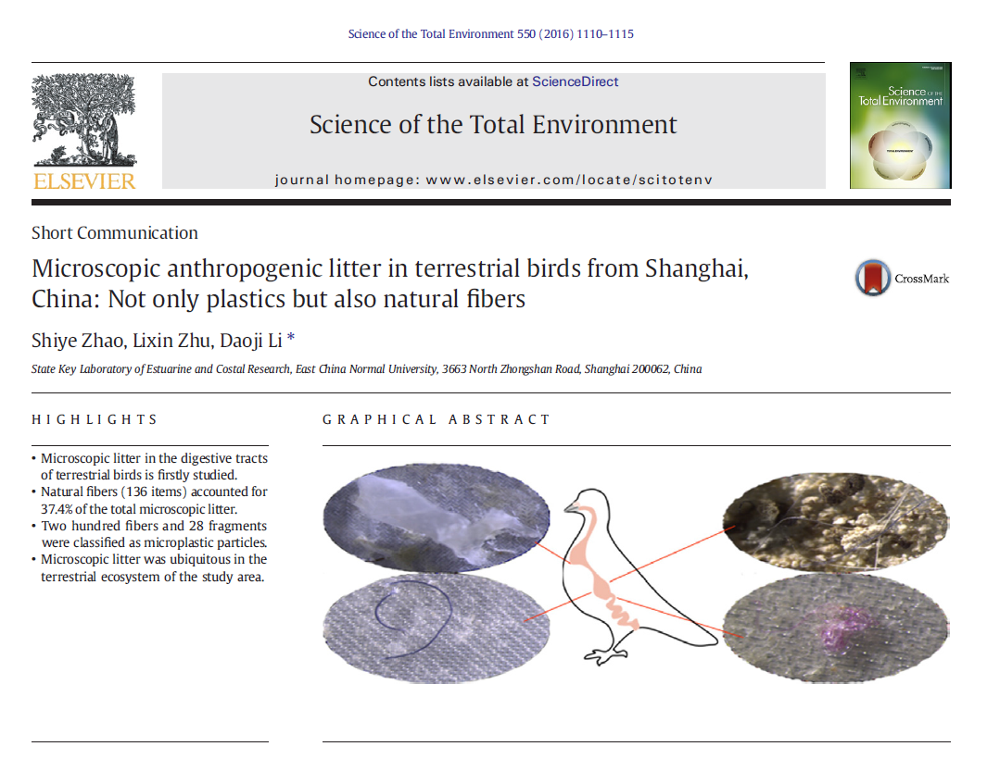 Science of the Total Environment 550 (2016) 1110–1115
Contents lists available at ScienceDirect
Science of the Total Environment
journal homepage: www.elsevier.com/locate/scitotenv
ELSEVIER
Science OF THE
Total Environment
TOTAL ENVIRONMENT
Short Communication
Microscopic anthropogenic litter in terrestrial birds from Shanghai,
China: Not only plastics but also natural fibers
CrossMark
Shiye Zhao, Lixin Zhu, Daoji Li *
State Key Laboratory of Estuarine and Costal Research, East China Normal University, 3663 North Zhongshan Road, Shanghai 200062, China
HIGHLIGHTS
• Microscopic litter in the digestive tracts
of terrestrial birds is firstly studied.
• Natural fibers (136 items) accounted for
37.4% of the total microscopic litter.
• Two hundred fibers and 28 fragments
were classified as microplastic particles.
• Microscopic litter was ubiquitous in the
terrestrial ecosystem of the study area.
GRAPHICAL ABSTRACT